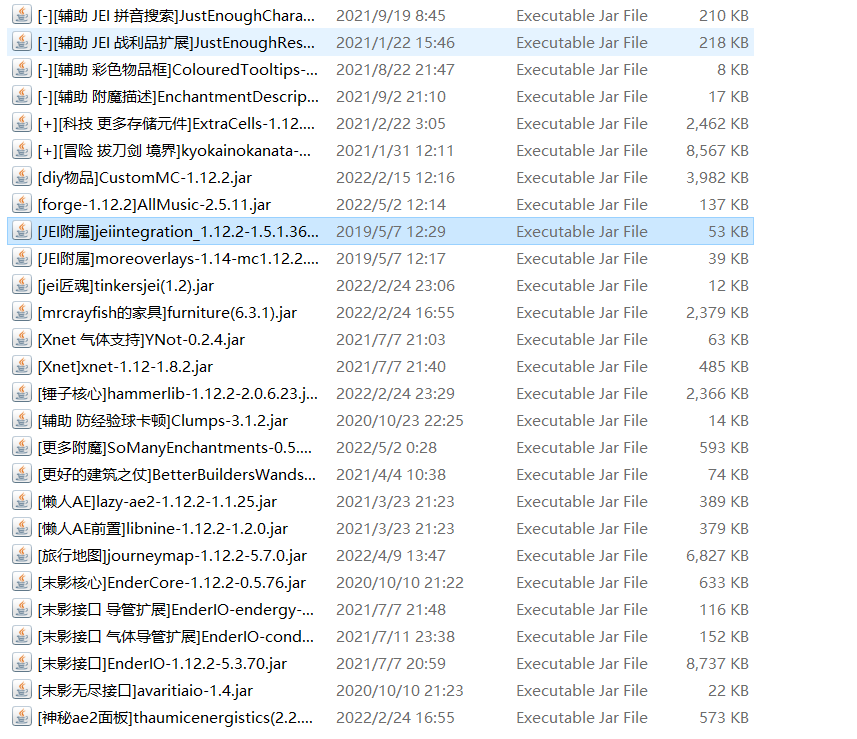 [-][辅助 JEI 拼音搜索]JustEnoughChara... 2021/9/19 8:45 Executable Jar File 210 KB
[-][辅助 JEI 战利品扩展]JustEnoughRes... 2021/1/22 15:46 Executable Jar File 218 KB
[-][辅助 彩色物品框]ColouredTooltips-... 2021/8/22 21:47 Executable Jar File 8 KB
[-][辅助 附魔描述]EnchantmentDescrip... 2021/9/2 21:10 Executable Jar File 17 KB
[+][科技 更多存储元件]ExtraCells-1.12.... 2021/2/22 3:05 Executable Jar File 2,462 KB
[+][冒险 拔刀剑 境界]kyokainokanata-... 2021/1/31 12:11 Executable Jar File 8,567 KB
[diy物品]CustomMC-1.12.2.jar 2022/2/15 12:16 Executable Jar File 3,982 KB
[forge-1.12.2]AllMusic-2.5.11.jar 2022/5/2 12:14 Executable Jar File 137 KB
[JEI附属]jeiintegration_1.12.2-1.5.1.36... 2019/5/7 12:29 Executable Jar File 53 KB
[JEI附属]moreoverlays-1.14-mc1.12.2.... 2019/5/7 12:17 Executable Jar File 39 KB
[jei匠魂]tinkersjei(1.2).jar 2022/2/24 23:06 Executable Jar File 12 KB
[mrcrayfish的家具]furniture(6.3.1).jar 2022/2/24 16:55 Executable Jar File 2,379 KB
[Xnet 气体支持]YNot-0.2.4.jar 2021/7/7 21:03 Executable Jar File 63 KB
[Xnet]xnet-1.12-1.8.2.jar 2021/7/7 21:40 Executable Jar File 485 KB
[锤子核心]hammerlib-1.12.2-2.0.6.23.j... 2022/2/24 23:29 Executable Jar File 2,366 KB
[辅助 防经验球卡顿]Clumps-3.1.2.jar 2020/10/23 22:25 Executable Jar File 14 KB
[更多附魔]SoManyEnchantments-0.5.... 2022/5/2 0:28 Executable Jar File 593 KB
[更好的建筑之仗]BetterBuildersWands... 2021/4/4 10:38 Executable Jar File 74 KB
[懒人AE]lazy-ae2-1.12.2-1.1.25.jar 2021/3/23 21:23 Executable Jar File 389 KB
[懒人AE前置]libnine-1.12.2-1.2.0.jar 2021/3/23 21:23 Executable Jar File 379 KB
[旅行地图]journeymap-1.12.2-5.7.0.jar 2022/4/9 13:47 Executable Jar File 6,827 KB
[末影核心]EnderCore-1.12.2-0.5.76.jar 2020/10/10 21:22 Executable Jar File 633 KB
[末影接口 导管扩展]EnderIO-endergy-... 2021/7/7 21:48 Executable Jar File 116 KB
[末影接口 气体导管扩展]EnderIO-cond... 2021/7/11 23:38 Executable Jar File 152 KB
[末影接口]EnderIO-1.12.2-5.3.70.jar 2021/7/7 20:59 Executable Jar File 8,737 KB
[末影无尽接口]avaritiaio-1.4.jar 2020/10/10 21:23 Executable Jar File 22 KB
[神秘ae2面板]thaumicenergistics(2.2.... 2022/2/24 16:55 Executable Jar File 573 KB